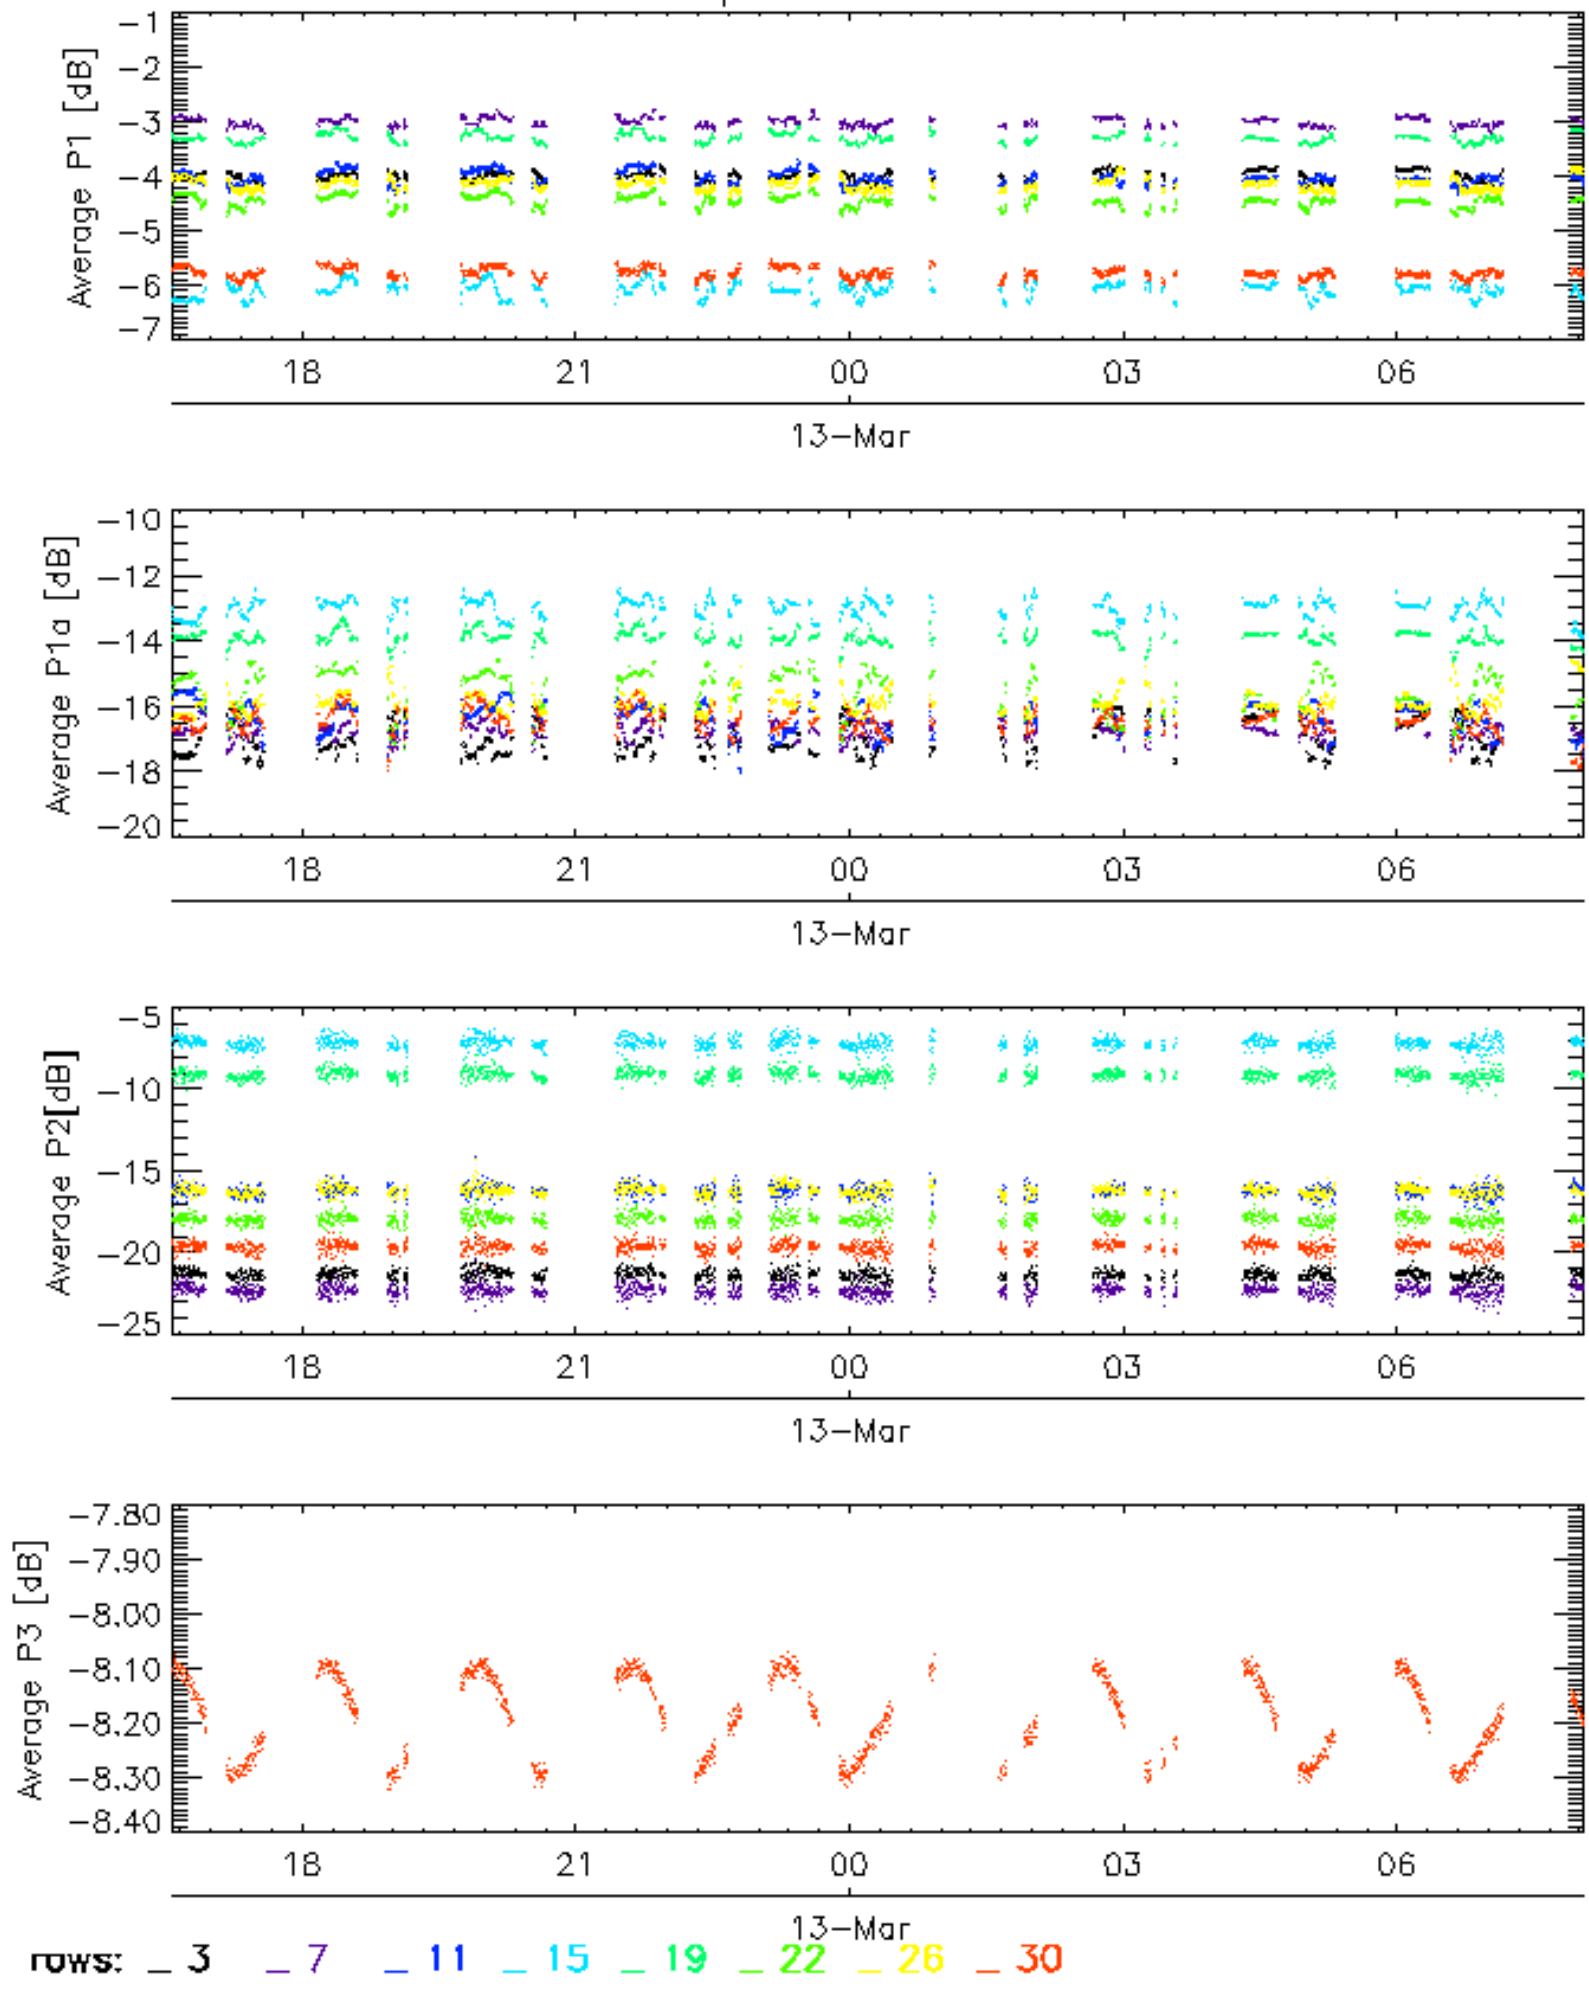 Average P1 [dB]
-1
-2
-3
-4
-5
-6
-7
18 21 00 03 06
13-Mar
Average P1a [dB]
-10
-12
-14
-16
-18
-20
18 21 00 03 06
13-Mar
Average P2[dB]
-5
-10
-15
-20
-25
18 21 00 03 06
13-Mar
Average P3 [dB]
-7.80
-7.90
-8.00
-8.10
-8.20
-8.30
-8.40
18 21 00 03 06
13-Mar
rows: _ 3 _ 7 _ 11 _ 15 _ 19 _ 22 _ 26 _ 30